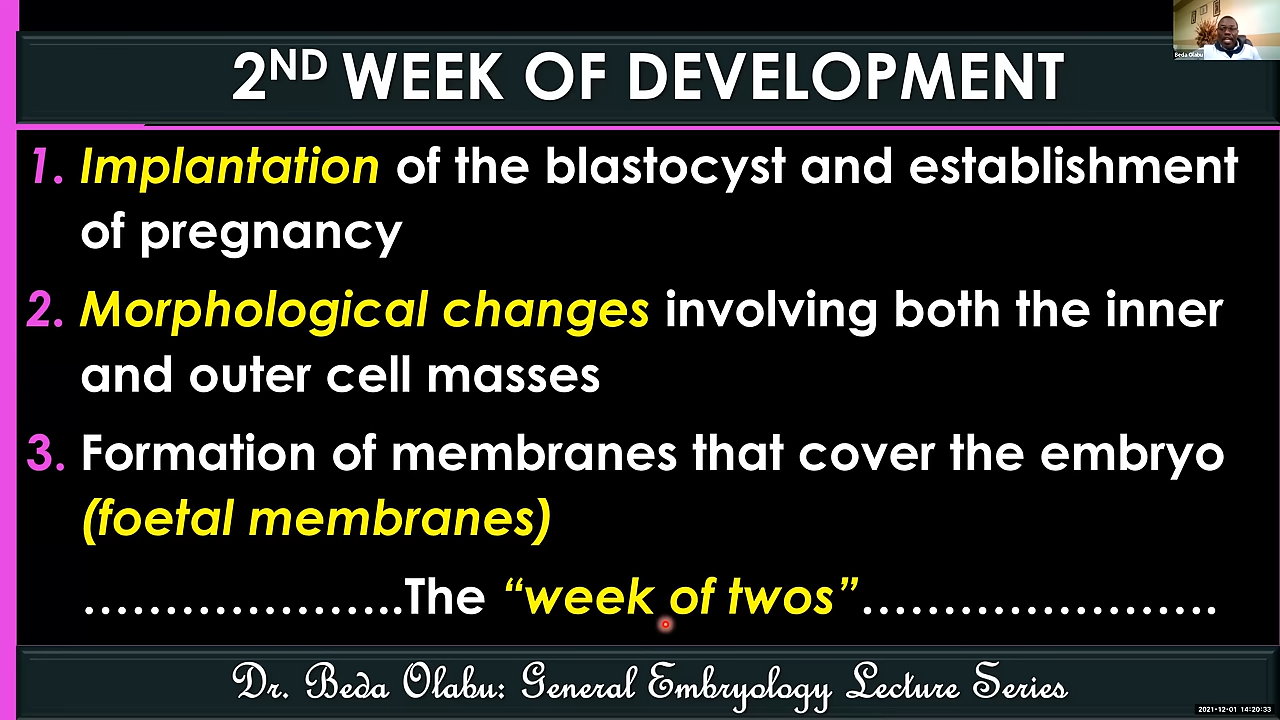 Beda Olabu
2ND WEEK OF DEVELOPMENT
1. Implantation of the blastocyst and establishment
of pregnancy
2. Morphological changes involving both the inner
and outer cell masses
3. Formation of membranes that cover the embryo
(foetal membranes)
………………….The “week of twos”…………………….
Dr. Beda Olabu: General Embryology Lecture Series
2021-12-01 14:20:33